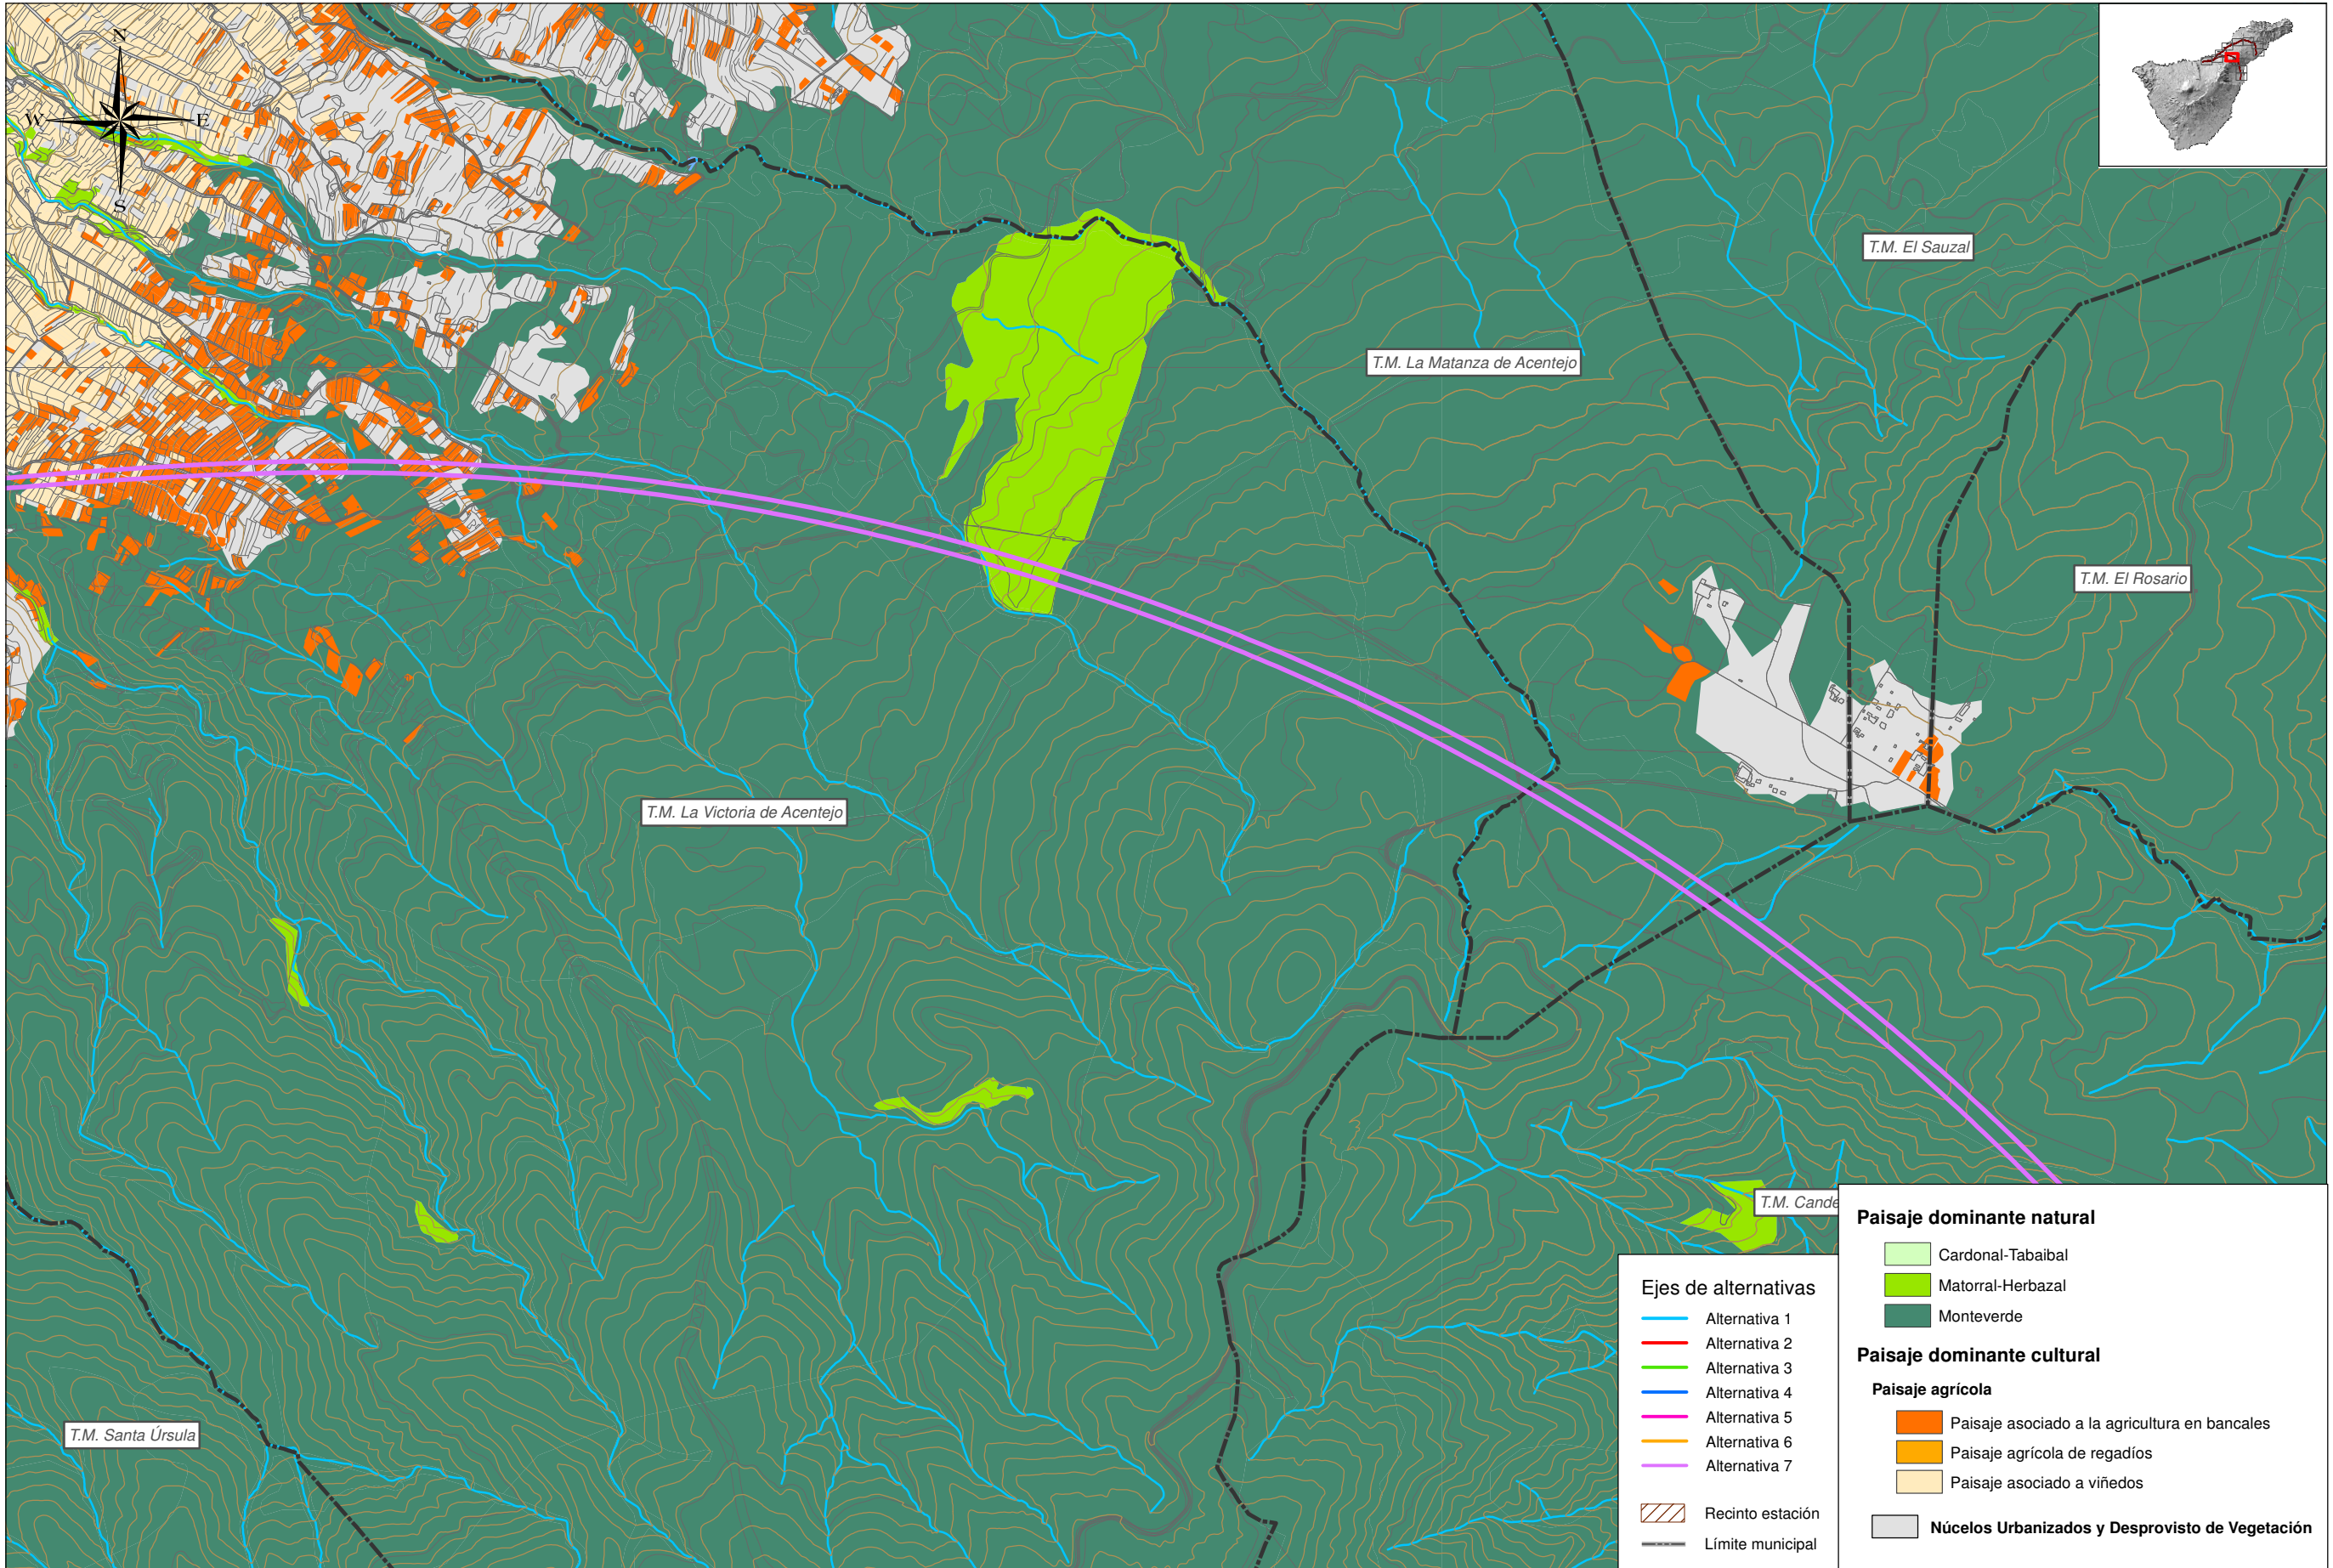 N
W
E
S
T.M. El Sauzal
T.M. La Matanza de Acentejo
T.M. El Rosario
T.M. La Victoria de Acentejo
T.M. Cande
T.M. Santa Úrsula
Ejes de alternativas
Alternativa 1
Alternativa 2
Alternativa 3
Alternativa 4
Alternativa 5
Alternativa 6
Alternativa 7
Recinto estación
Límite municipal
Paisaje dominante natural
Cardonal-Tabaibal
Matorral-Herbazal
Monteverde
Paisaje dominante cultural
Paisaje agrícola
Paisaje asociado a la agricultura en bancales
Paisaje agrícola de regadíos
Paisaje asociado a viñedos
Núcelos Urbanizados y Desprovisto de Vegetación